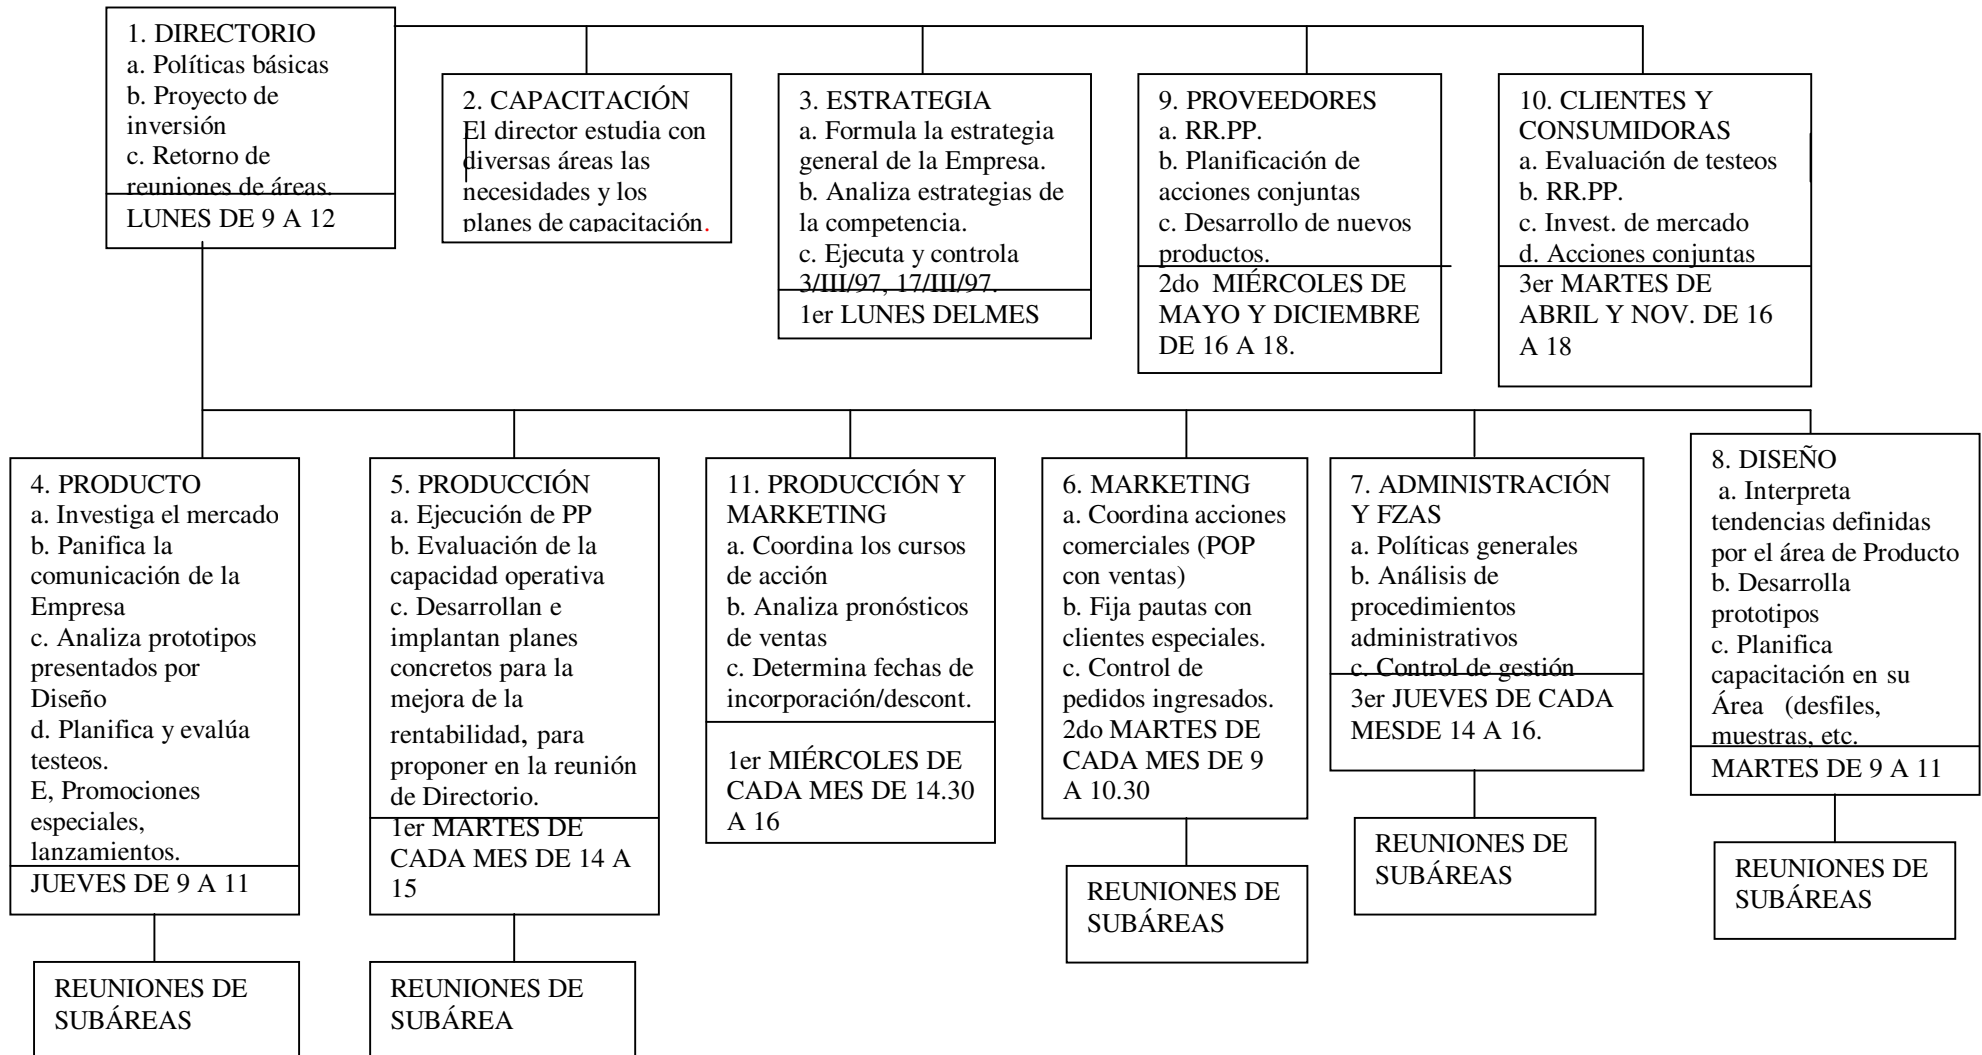 1. DIRECTORIO
a. Políticas básicas
b. Proyecto de
inversión
c. Retorno de
reuniones de áreas.
LUNES DE 9 A 12
2. CAPACITACIÓN
El director estudia con
diversas áreas las
necesidades y los
planes de capacitación.
3. ESTRATEGIA
a. Formula la estrategia
general de la Empresa.
b. Analiza estrategias de
la competencia.
c. Ejecuta y controla
3/III/97, 17/III/97.
1er LUNES DELMES
9. PROVEEDORES
a. RR.PP.
b. Planificación de
acciones conjuntas
c. Desarrollo de nuevos
productos.
2do MIÉRCOLES DE
MAYO Y DICIEMBRE
DE 16 A 18.
10. CLIENTES Y
CONSUMIDORAS
a. Evaluación de testeos
b. RR.PP.
c. Invest. de mercado
d. Acciones conjuntas
3er MARTES DE
ABRIL Y NOV. DE 16
A 18
4. PRODUCTO
a. Investiga el mercado
b. Panifica la
comunicación de la
Empresa
c. Analiza prototipos
presentados por
Diseño
d. Planifica y evalúa
testeos.
E, Promociones
especiales,
lanzamientos.
JUEVES DE 9 A 11
REUNIONES DE
SUBÁREAS
5. PRODUCCIÓN
a. Ejecución de PP
b. Evaluación de la
capacidad operativa
c. Desarrollan e
implantan planes
concretos para la
mejora de la
rentabilidad, para
proponer en la reunión
de Directorio.
1er MARTES DE
CADA MES DE 14 A
15
REUNIONES DE
SUBÁREA
11. PRODUCCIÓN Y
MARKETING
a. Coordina los cursos
de acción
b. Analiza pronósticos
de ventas
c. Determina fechas de
incorporación/descont.
1er MIÉRCOLES DE
CADA MES DE 14.30
A 16
6. MARKETING
a. Coordina acciones
comerciales (POP
con ventas)
b. Fija pautas con
clientes especiales.
c. Control de
pedidos ingresados.
2do MARTES DE
CADA MES DE 9
A 10.30
REUNIONES DE
SUBÁREAS
7. ADMINISTRACIÓN
Y FZAS
a. Políticas generales
b. Análisis de
procedimientos
administrativos
c. Control de gestión
3er JUEVES DE CADA
MESDE 14 A 16.
REUNIONES DE
SUBÁREAS
8. DISEÑO
a. Interpreta
tendencias definidas
por el área de Producto
b. Desarrolla
prototipos
c. Planifica
capacitación en su
Área (desfiles,
muestras, etc.
MARTES DE 9 A 11
REUNIONES DE
SUBÁREAS